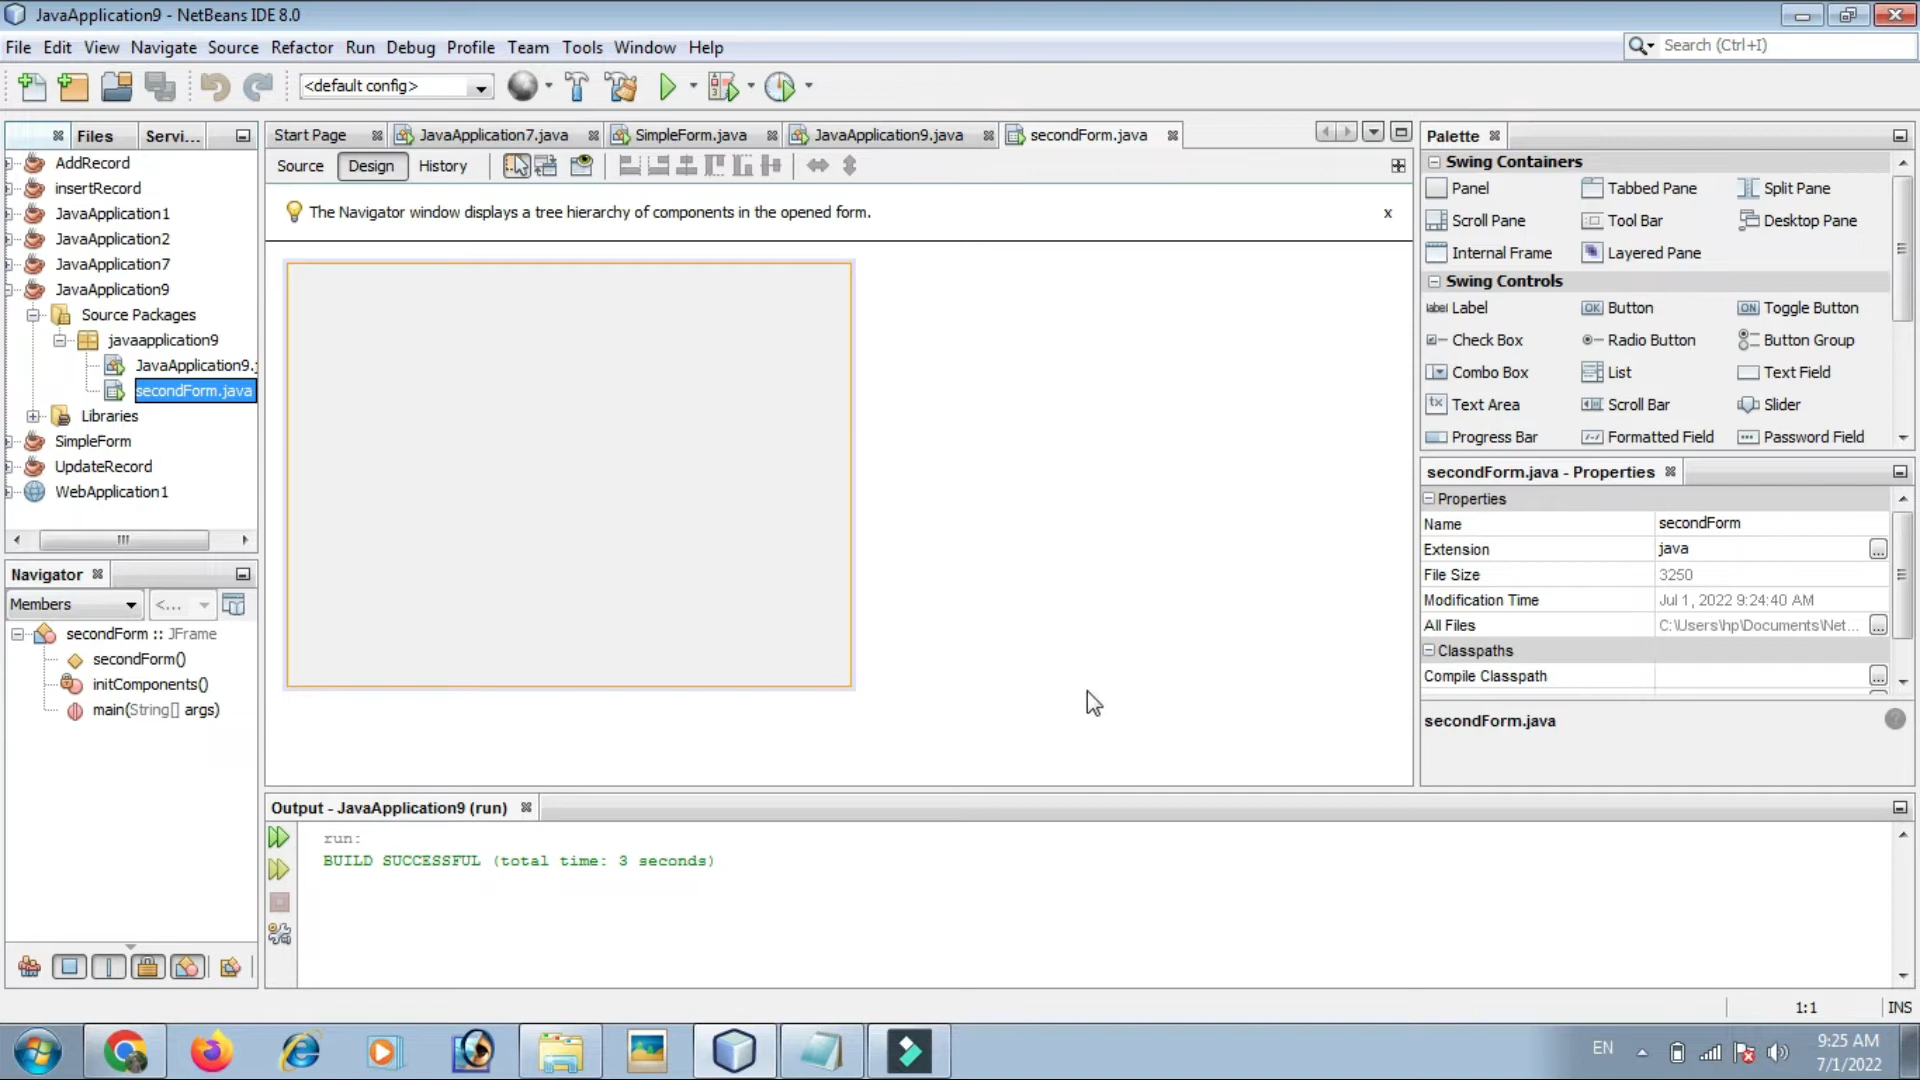 JavaApplication9 - NetBeans IDE 8.0
File Edit View Navigate Source Refactor Run Debug Profile Team Tools Window Help
Search (Ctrl+I)
<default config>
Files Servi...
Start Page JavaApplication7.java SimpleForm.java JavaApplication9.java secondForm.java
Palette
Source Design History
The Navigator window displays a tree hierarchy of components in the opened form. x
AddRecord
insertRecord
JavaApplication1
JavaApplication2
JavaApplication7
JavaApplication9
Source Packages
javaapplication9
JavaApplication9.j
secondForm.java
Libraries
SimpleForm
UpdateRecord
WebApplication1
Navigator
Members <...
secondForm :: JFrame
secondForm()
initComponents()
main(String[] args)
Swing Containers
Panel Tabbed Pane Split Pane
Scroll Pane Tool Bar Desktop Pane
Internal Frame Layered Pane
Swing Controls
label Label OK Button ON Toggle Button
Check Box Radio Button Button Group
Combo Box List Text Field
Text Area Scroll Bar Slider
Progress Bar Formatted Field Password Field
secondForm.java - Properties
Properties
Name secondForm
Extension java ...
File Size 3250
Modification Time Jul 1, 2022 9:24:40 AM
All Files C:\Users\hp\Documents\Net... ...
Classpaths
Compile Classpath ...
secondForm.java
Output - JavaApplication9 (run)
run:
BUILD SUCCESSFUL (total time: 3 seconds)
1:1 INS
EN
9:25 AM
7/1/2022